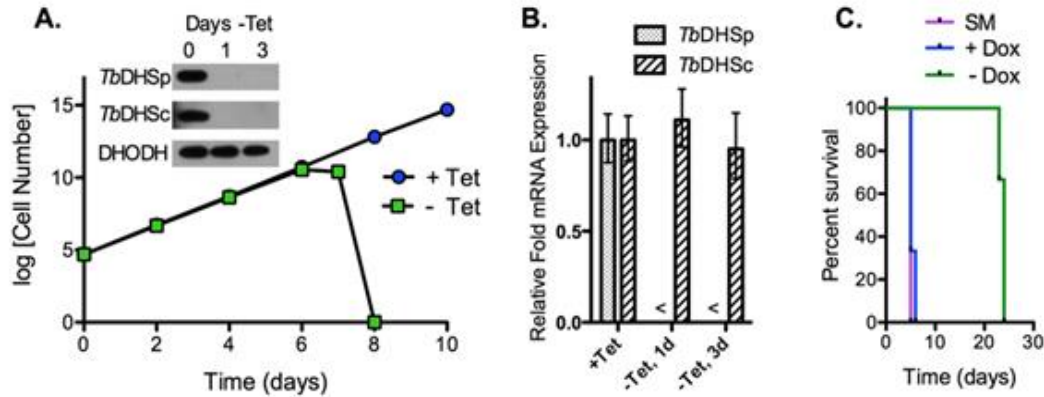 A.
Days -Tet
0 1 3
TbDHSp
TbDHSc
DHODH
15
10
5
0
log [Cell Number]
+ Tet
- Tet
0 2 4 6 8 10
Time (days)
B.
TbDHSp
TbDHSc
Relative Fold mRNA Expression
1.0
0.5
0.0
< <
+Tet
-Tet, 1d
-Tet, 3d
C.
SM
+ Dox
- Dox
Percent survival
100
80
60
40
20
0
0 10 20 30
Time (days)